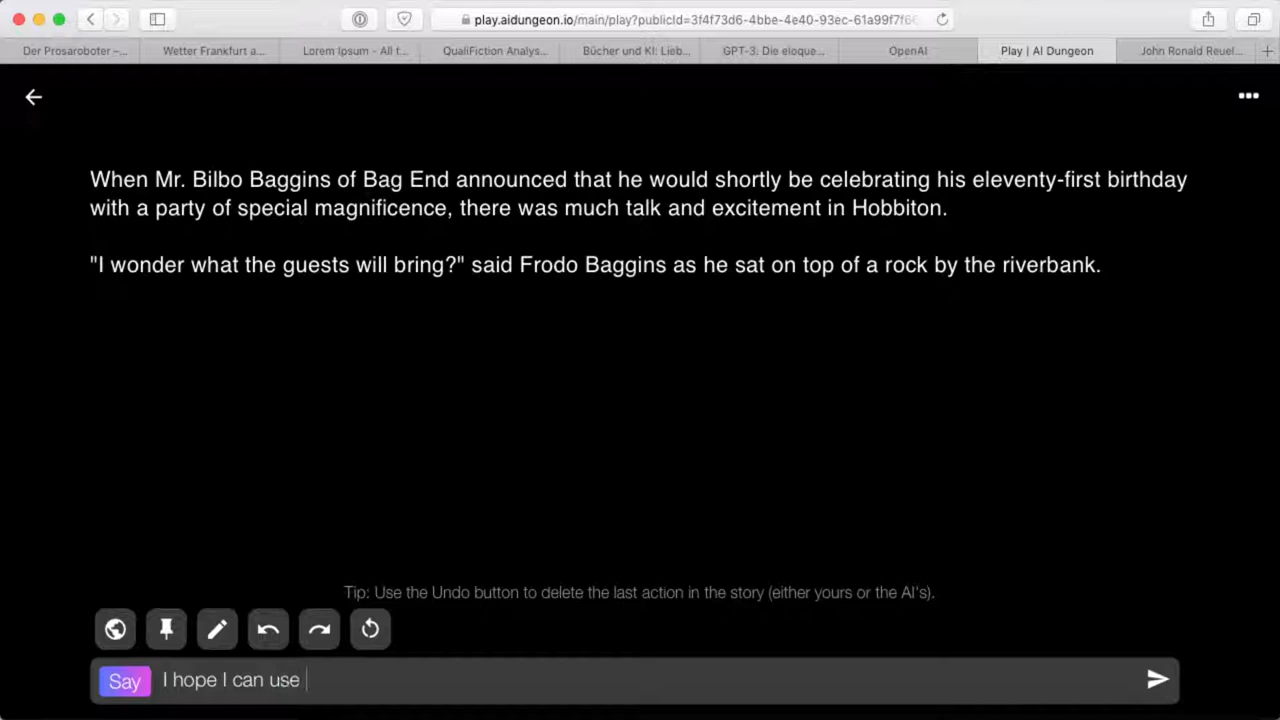 play.aidungeon.io/main/play?publicId=3f4f73d6-4bbe-4e40-93ec-61a99f7f6
Der Prosaroboter –...
Wetter Frankfurt a...
Lorem Ipsum - All t...
QualiFiction Analys...
Bücher und KI: Lieb...
GPT-3: Die eloque...
OpenAI
Play | AI Dungeon
John Ronald Reuel...
When Mr. Bilbo Baggins of Bag End announced that he would shortly be celebrating his eleventy-first birthday
with a party of special magnificence, there was much talk and excitement in Hobbiton.
"I wonder what the guests will bring?" said Frodo Baggins as he sat on top of a rock by the riverbank.
Tip: Use the Undo button to delete the last action in the story (either yours or the AI's).
Say I hope I can use